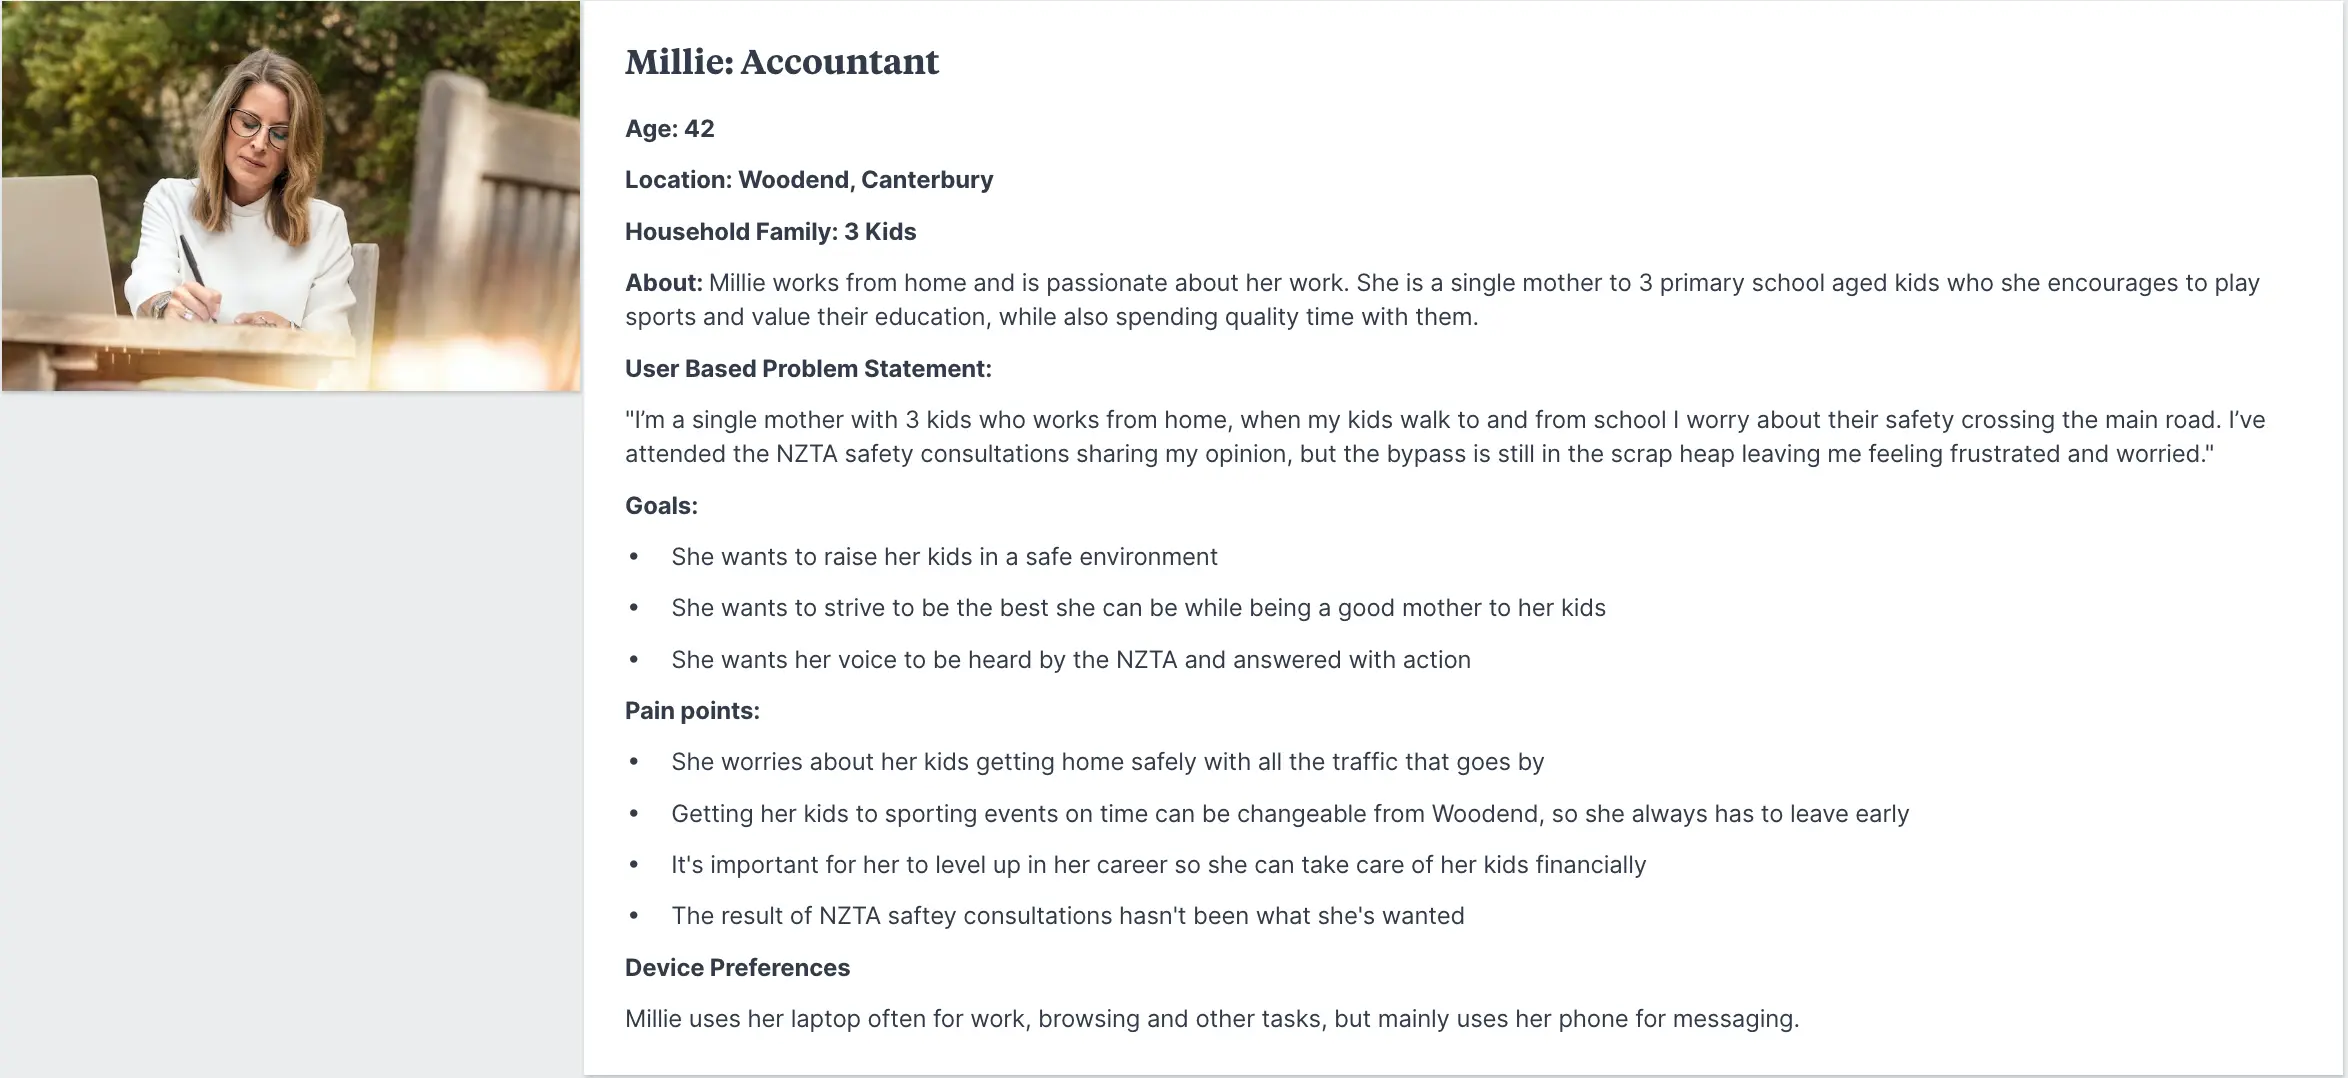 Millie: Accountant
Age: 42
Location: Woodend, Canterbury
Household Family: 3 Kids
About: Millie works from home and is passionate about her work. She is a single mother to 3 primary school aged kids who she encourages to play
sports and value their education, while also spending quality time with them.
User Based Problem Statement:
"I’m a single mother with 3 kids who works from home, when my kids walk to and from school I worry about their safety crossing the main road. I’ve
attended the NZTA safety consultations sharing my opinion, but the bypass is still in the scrap heap leaving me feeling frustrated and worried."
Goals:
• She wants to raise her kids in a safe environment
• She wants to strive to be the best she can be while being a good mother to her kids
• She wants her voice to be heard by the NZTA and answered with action
Pain points:
• She worries about her kids getting home safely with all the traffic that goes by
• Getting her kids to sporting events on time can be changeable from Woodend, so she always has to leave early
• It's important for her to level up in her career so she can take care of her kids financially
• The result of NZTA saftey consultations hasn't been what she's wanted
Device Preferences
Millie uses her laptop often for work, browsing and other tasks, but mainly uses her phone for messaging.